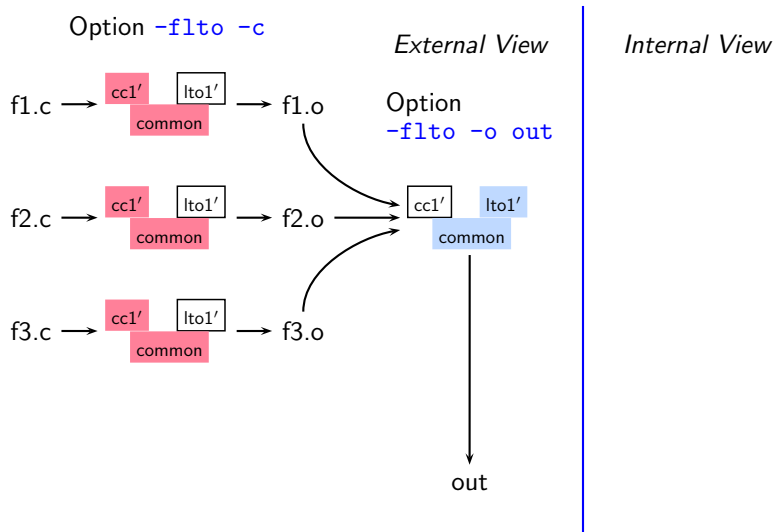 Option -flto -c
External View
Internal View
f1.c
cc1′
lto1′
common
f1.o
Option
-flto -o out
f2.c
cc1′
lto1′
common
f2.o
cc1′
lto1′
common
f3.c
cc1′
lto1′
common
f3.o
out